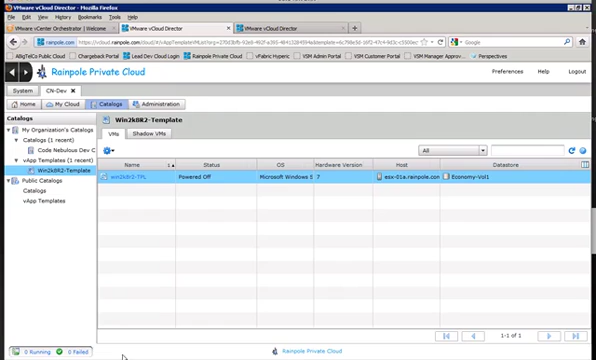 VMware vCloud Director - Mozilla Firefox
File Edit View History Bookmarks Tools Help
VMware vCenter Orchestrator : Welcome
VMware vCloud Director
VMware vCloud Director
rainpole.com
Google
ABigTelCo Public Cloud
Chargeback Portal
Lead Dev Cloud Login
Rainpole Private Cloud
vFabric Hyperic
VSM Admin Portal
VSM Customer Portal
VSM Manager Approv...
Perspectives
Rainpole Private Cloud
Preferences
Help
Logout
System
CN-Dev
Home
My Cloud
Catalogs
Administration
Catalogs
Win2k8R2-Template
My Organization's Catalogs
Catalogs (1 recent)
Code Nebulous Dev C
vApp Templates (1 recent)
Win2k8R2-Template
Public Catalogs
Catalogs
vApp Templates
VMs
Shadow VMs
All
Name 1▲ Status OS Hardware Version Host Datastore
win2k8r2-TPL Powered Off Microsoft Windows S 7 esx-01a.rainpole.com Economy-Vol1
1-1 of 1
0 Running 0 Failed
Rainpole Private Cloud